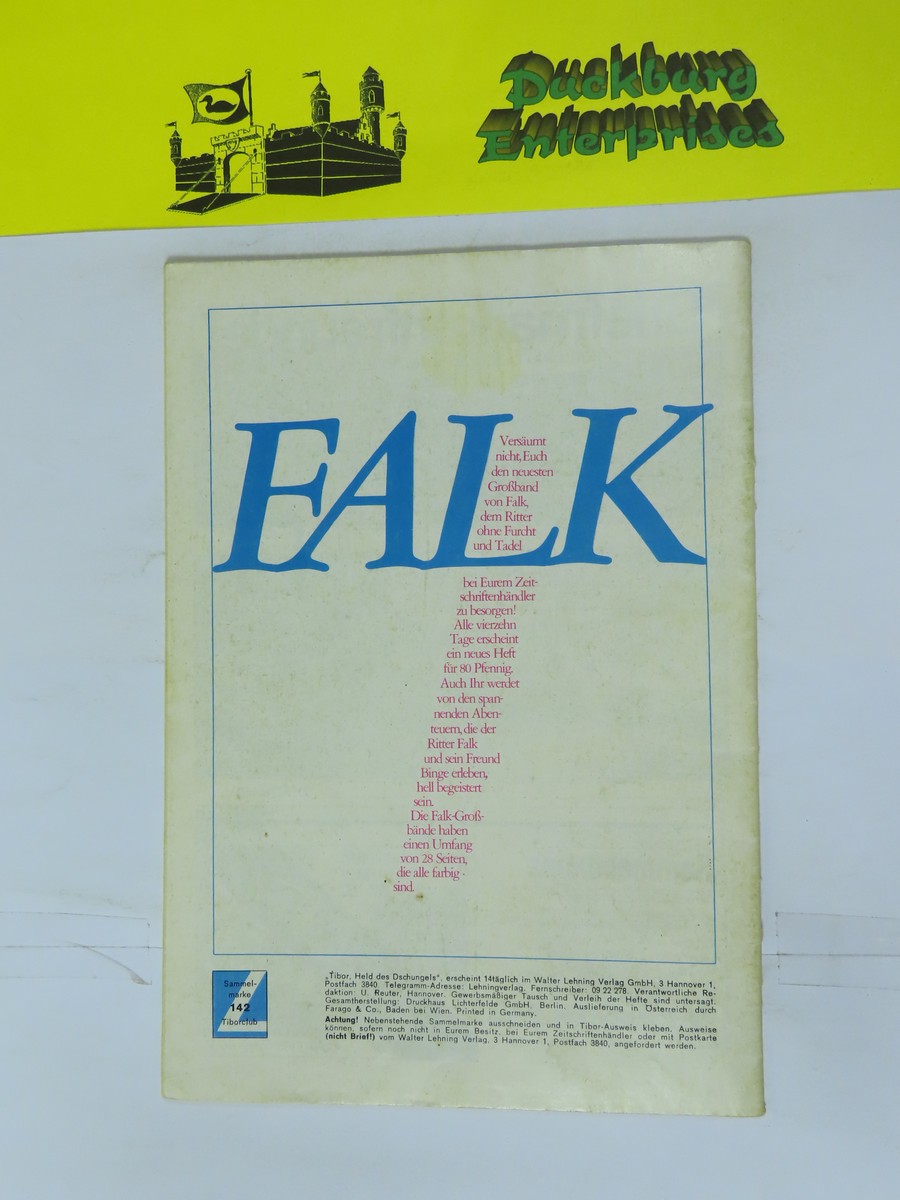 Duckburg
Enterprises
FALK
Versäumt
nicht, Euch
den neuesten
Großband
von Falk,
dem Ritter
ohne Furcht
und Tadel
bei Eurem Zeit-
schriftenhändler
zu besorgen!
Alle vierzehn
Tage erscheint
ein neues Heft
für 80 Pfennig.
Auch Ihr werdet
von den span-
nenden Aben-
teuern, die der
Ritter Falk
und sein Freund
Binge erleben,
hell begeistert
sein.
Die Falk-Groß-
bände haben
einen Umfang
von 28 Seiten,
die alle farbig
sind.
Sammel-
marke
142
Tiborclub
„Tibor, Held des Dschungels“, erscheint 14täglich im Walter Lehning Verlag GmbH, 3 Hannover 1,
Postfach 3840. Telegramm-Adresse: Lehningverlag. Fernschreiber: 09 22 278. Verantwortliche Re-
daktion: U. Reuter, Hannover. Gewerbsmäßiger Tausch und Verleih der Hefte sind untersagt.
Gesamtherstellung: Druckhaus Lichterfelde GmbH, Berlin. Auslieferung in Österreich durch
Farago & Co., Baden bei Wien. Printed in Germany.
Achtung! Nebenstehende Sammelmarke ausschneiden und in Tibor-Ausweis kleben. Ausweise
können, sofern noch nicht in Eurem Besitz, bei Eurem Zeitschriftenhändler oder mit Postkarte
(nicht Brief!) vom Walter Lehning Verlag, 3 Hannover 1, Postfach 3840, angefordert werden.